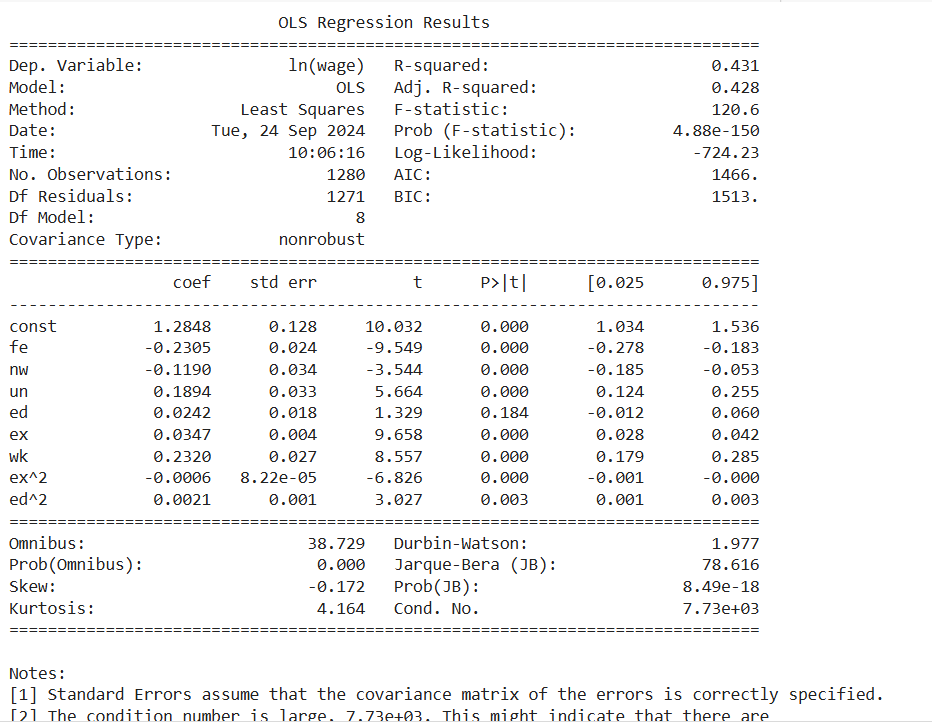 OLS Regression Results
==============================================================================
Dep. Variable: ln(wage) R-squared: 0.431
Model: OLS Adj. R-squared: 0.428
Method: Least Squares F-statistic: 120.6
Date: Tue, 24 Sep 2024 Prob (F-statistic): 4.88e-150
Time: 10:06:16 Log-Likelihood: -724.23
No. Observations: 1280 AIC: 1466.
Df Residuals: 1271 BIC: 1513.
Df Model: 8
Covariance Type: nonrobust
==============================================================================
coef std err t P>|t| [0.025 0.975]
------------------------------------------------------------------------------
const 1.2848 0.128 10.032 0.000 1.034 1.536
fe -0.2305 0.024 -9.549 0.000 -0.278 -0.183
nw -0.1190 0.034 -3.544 0.000 -0.185 -0.053
un 0.1894 0.033 5.664 0.000 0.124 0.255
ed 0.0242 0.018 1.329 0.184 -0.012 0.060
ex 0.0347 0.004 9.658 0.000 0.028 0.042
wk 0.2320 0.027 8.557 0.000 0.179 0.285
ex^2 -0.0006 8.22e-05 -6.826 0.000 -0.001 -0.000
ed^2 0.0021 0.001 3.027 0.003 0.001 0.003
==============================================================================
Omnibus: 38.729 Durbin-Watson: 1.977
Prob(Omnibus): 0.000 Jarque-Bera (JB): 78.616
Skew: -0.172 Prob(JB): 8.49e-18
Kurtosis: 4.164 Cond. No. 7.73e+03
==============================================================================
Notes:
[1] Standard Errors assume that the covariance matrix of the errors is correctly specified.
[2] The condition number is large, 7.73e+03. This might indicate that there are